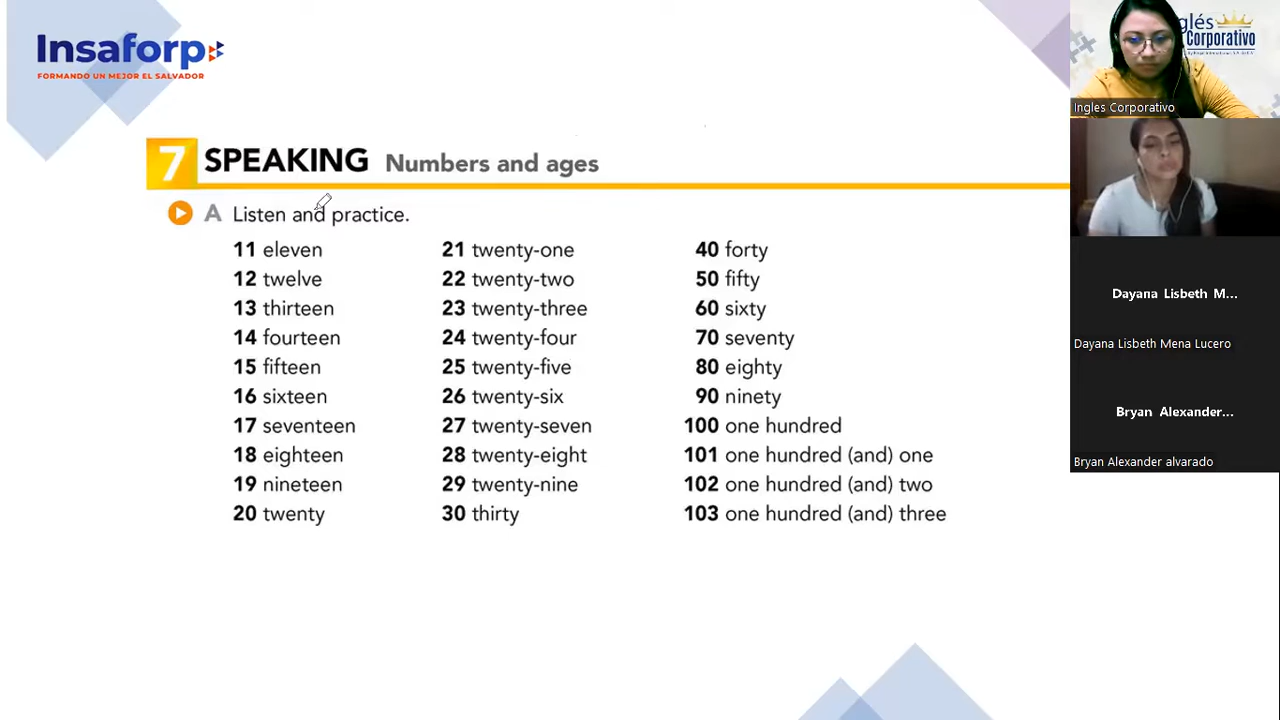 Insaforp
FORMANDO UN MEJOR EL SALVADOR
7 SPEAKING Numbers and ages
A Listen and practice.
11 eleven
12 twelve
13 thirteen
14 fourteen
15 fifteen
16 sixteen
17 seventeen
18 eighteen
19 nineteen
20 twenty
21 twenty-one
22 twenty-two
23 twenty-three
24 twenty-four
25 twenty-five
26 twenty-six
27 twenty-seven
28 twenty-eight
29 twenty-nine
30 thirty
40 forty
50 fifty
60 sixty
70 seventy
80 eighty
90 ninety
100 one hundred
101 one hundred (and) one
102 one hundred (and) two
103 one hundred (and) three
Corporativo
Ingles Corporativo
Dayana Lisbeth M...
Dayana Lisbeth Mena Lucero
Bryan Alexander...
Bryan Alexander alvarado